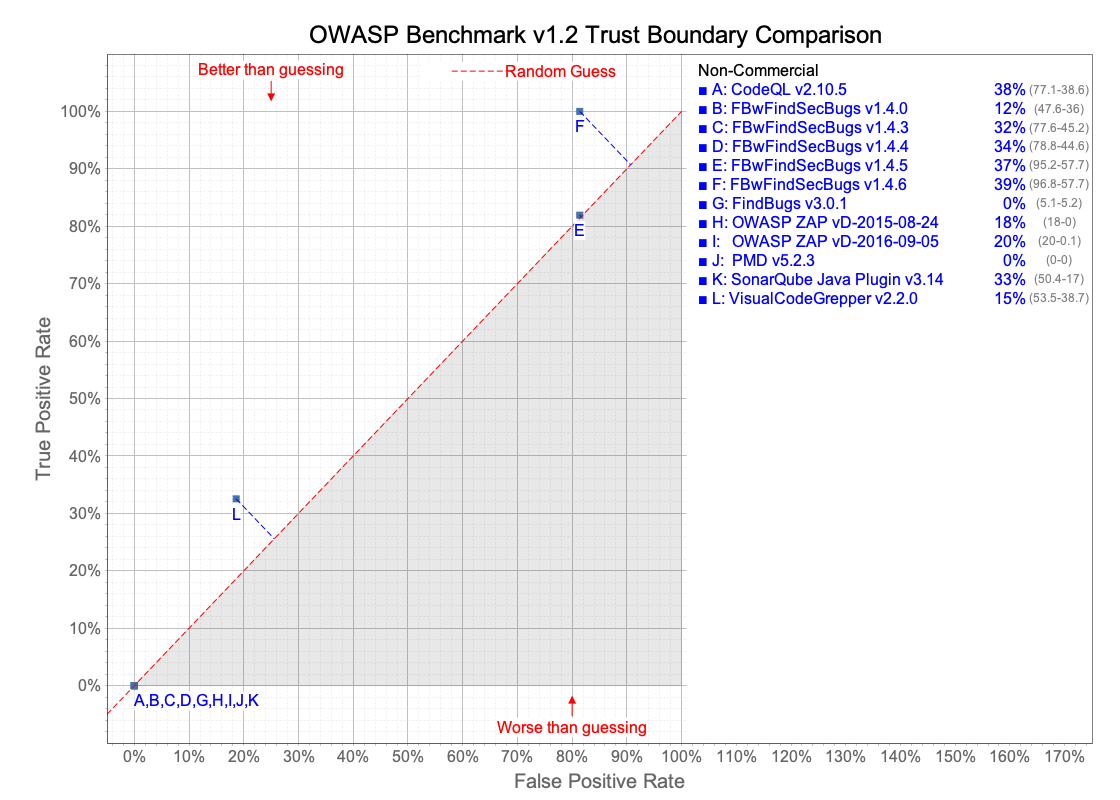 OWASP Benchmark v1.2 Trust Boundary Comparison
Better than guessing
Random Guess
Non-Commercial
A: CodeQL v2.10.5 38% (77.1-38.6)
B: FBwFindSecBugs v1.4.0 12% (47.6-36)
C: FBwFindSecBugs v1.4.3 32% (77.6-45.2)
D: FBwFindSecBugs v1.4.4 34% (78.8-44.6)
E: FBwFindSecBugs v1.4.5 37% (95.2-57.7)
F: FBwFindSecBugs v1.4.6 39% (96.8-57.7)
G: FindBugs v3.0.1 0% (5.1-5.2)
H: OWASP ZAP vD-2015-08-24 18% (18-0)
I: OWASP ZAP vD-2016-09-05 20% (20-0.1)
J: PMD v5.2.3 0% (0-0)
K: SonarQube Java Plugin v3.14 33% (50.4-17)
L: VisualCodeGrepper v2.2.0 15% (53.5-38.7)
100%
F
90%
80%
E
70%
60%
50%
40%
30%
L
20%
10%
0%
A,B,C,D,G,H,I,J,K
Worse than guessing
True Positive Rate
0% 10% 20% 30% 40% 50% 60% 70% 80% 90% 100% 110% 120% 130% 140% 150% 160% 170%
False Positive Rate